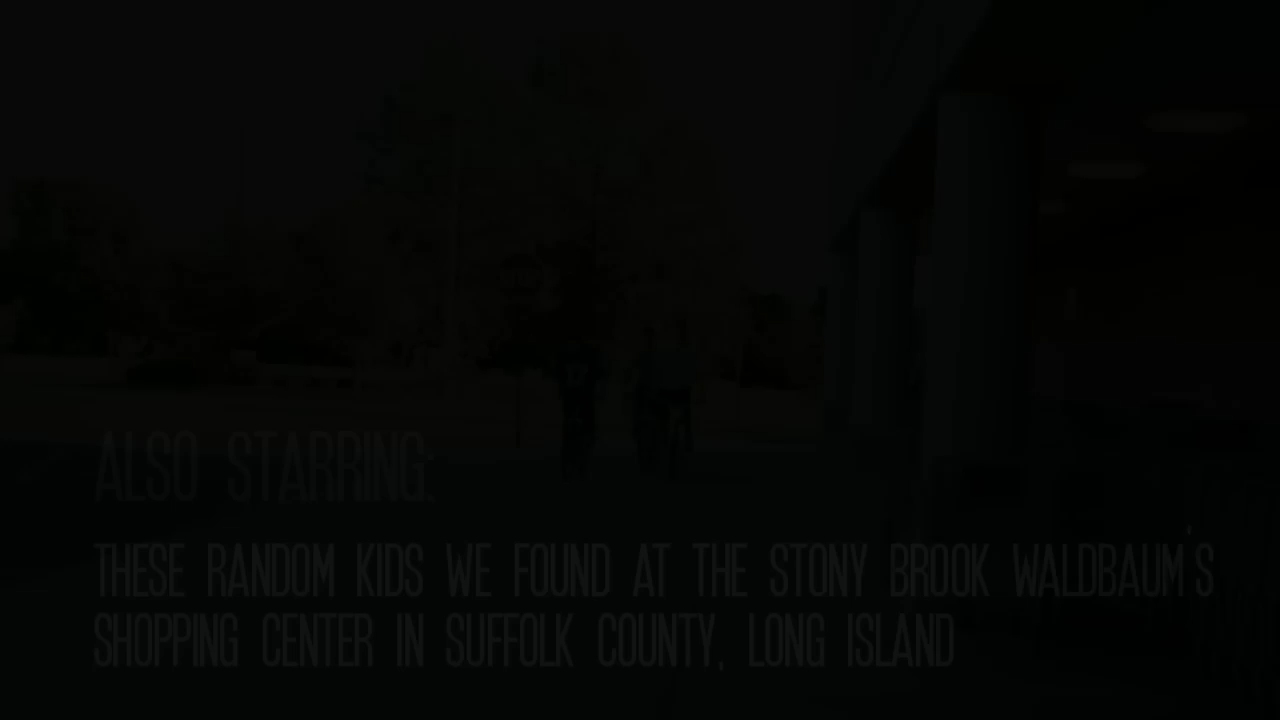 ALSO STARRING:
THESE RANDOM KIDS WE FOUND AT THE STONY BROOK WALDBAUM'S
SHOPPING CENTER IN SUFFOLK COUNTY, LONG ISLAND